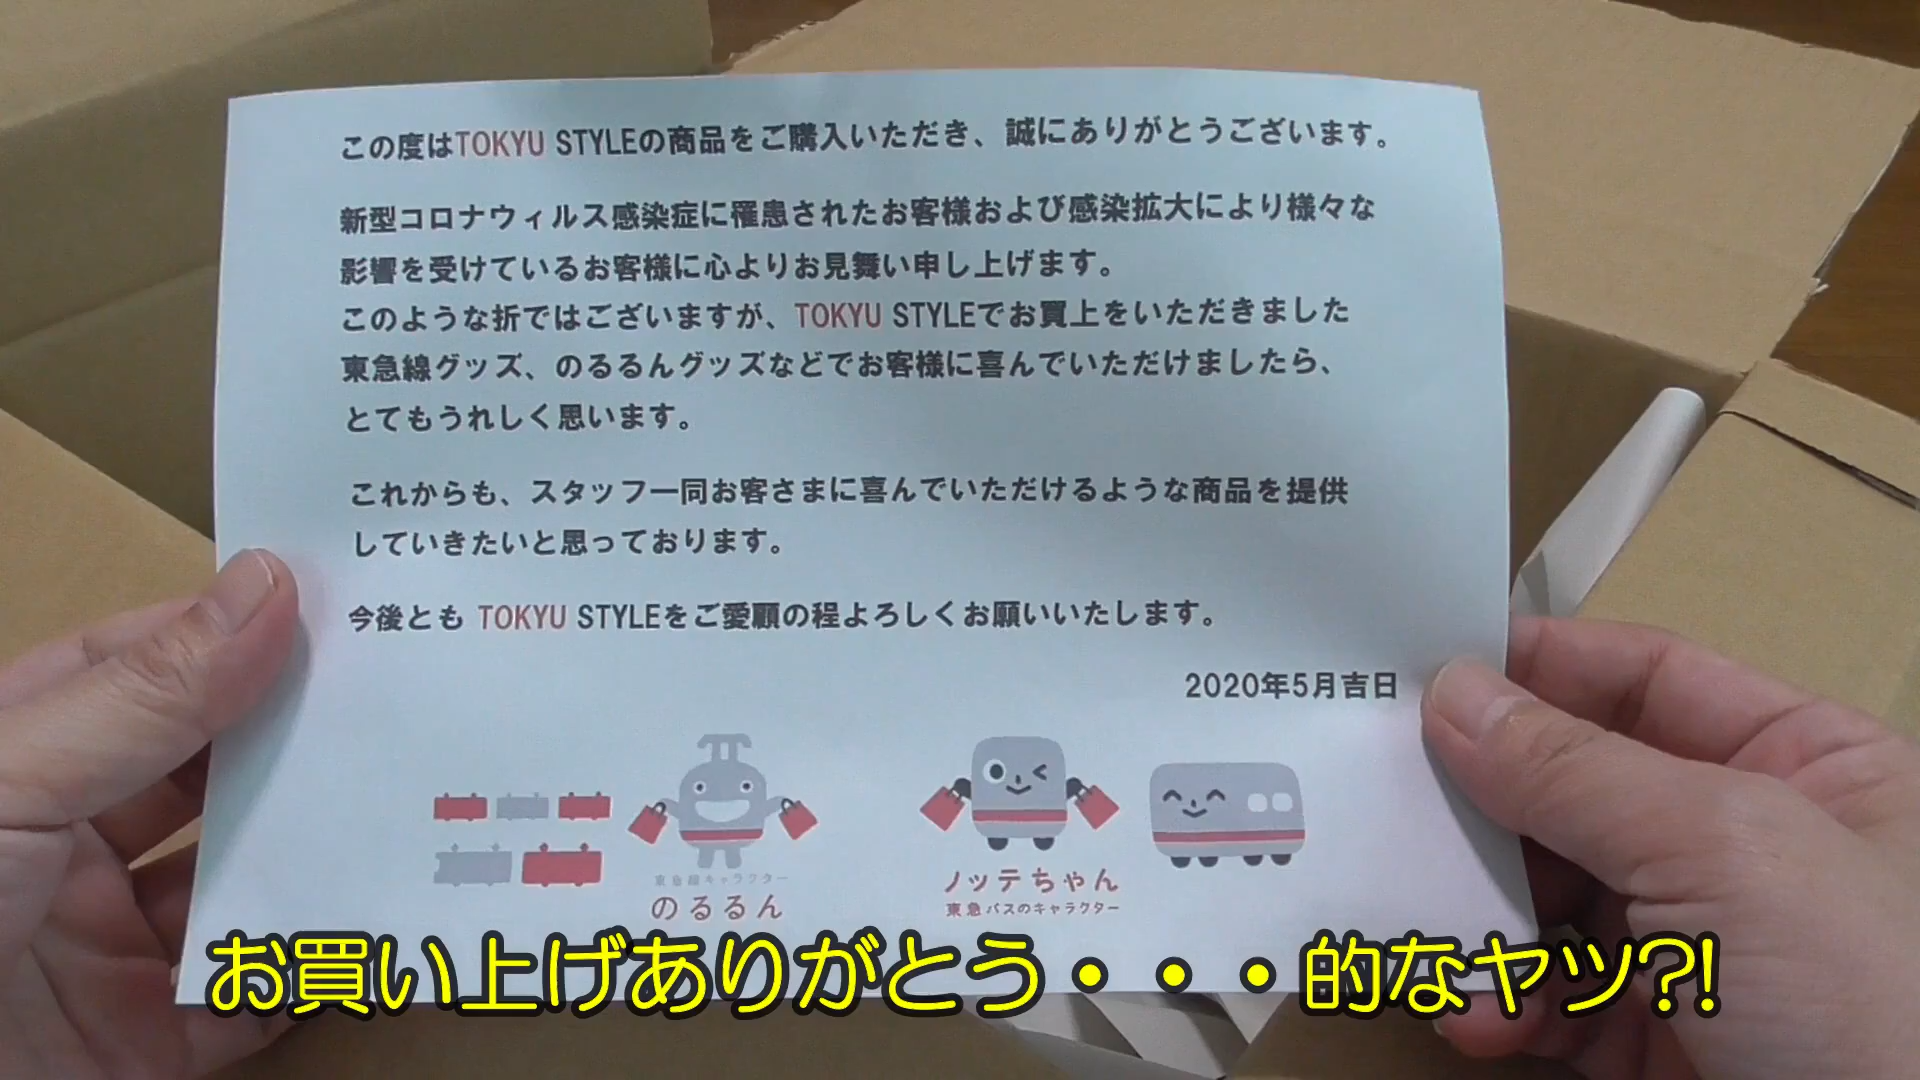 この度はTOKYU STYLEの商品をご購入いただき、誠にありがとうございます。
新型コロナウィルス感染症に罹患されたお客様および感染拡大により様々な
影響を受けているお客様に心よりお見舞い申し上げます。
このような折ではございますが、TOKYU STYLEでお買上をいただきました
東急線グッズ、のるるんグッズなどでお客様に喜んでいただけましたら、
とてもうれしく思います。
これからも、スタッフ一同お客さまに喜んでいただけるような商品を提供
していきたいと思っております。
今後とも TOKYU STYLEをご愛顧の程よろしくお願いいたします。
2020年5月吉日
東急線キャラクター
のるるん
ノッテちゃん
東急バスのキャラクター
お買い上げありがとう・・・的なヤツ?!